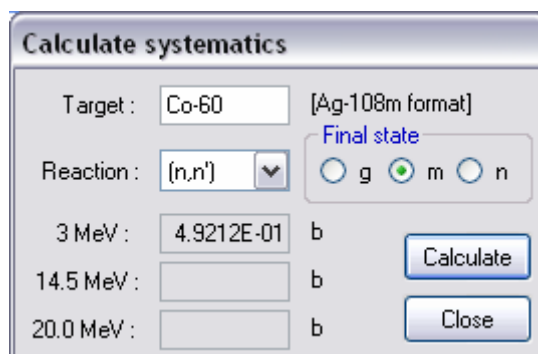 Calculate systematics
Target : Co-60 [Ag-108m format]
Final state
Reaction : (n,n') g m n
3 MeV : 4.9212E-01 b
Calculate
14.5 MeV : b
20.0 MeV : b Close